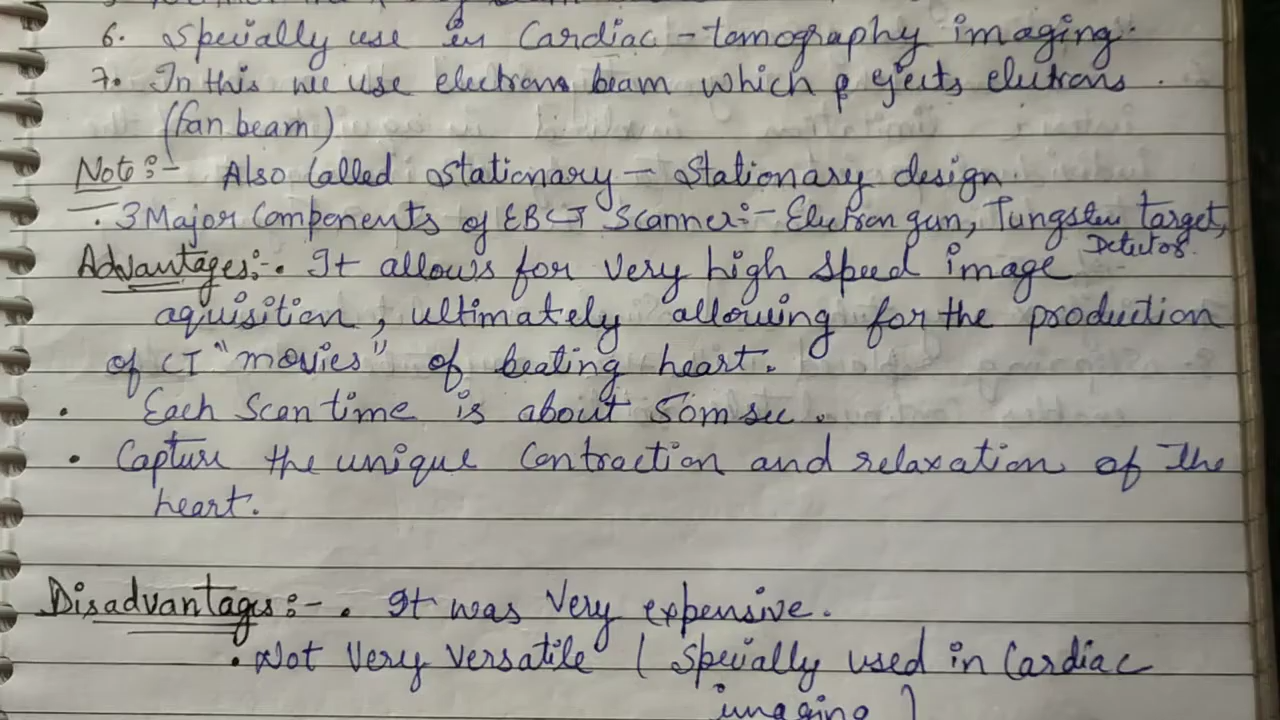 6. Specially use in Cardiac - tomography imaging.
7. In this we use electrons beam which ejects elutrons.
(fan beam)
Note:- Also Called Stationary - Stationary design.
3 Major Components of EBCT Scanner:- Electron gun, Tungsten target,
Detector.
Advantages:- . It allows for very high speed image
aquisition, ultimately allowing for the production
of CT "movies" of beating heart.
. Each Scan time is about 50msec.
. Capture the unique Contraction and relaxation of the
heart.
Disadvantages:- . It was very expensive.
. Not very versatile (Specially used in Cardiac
imaging)